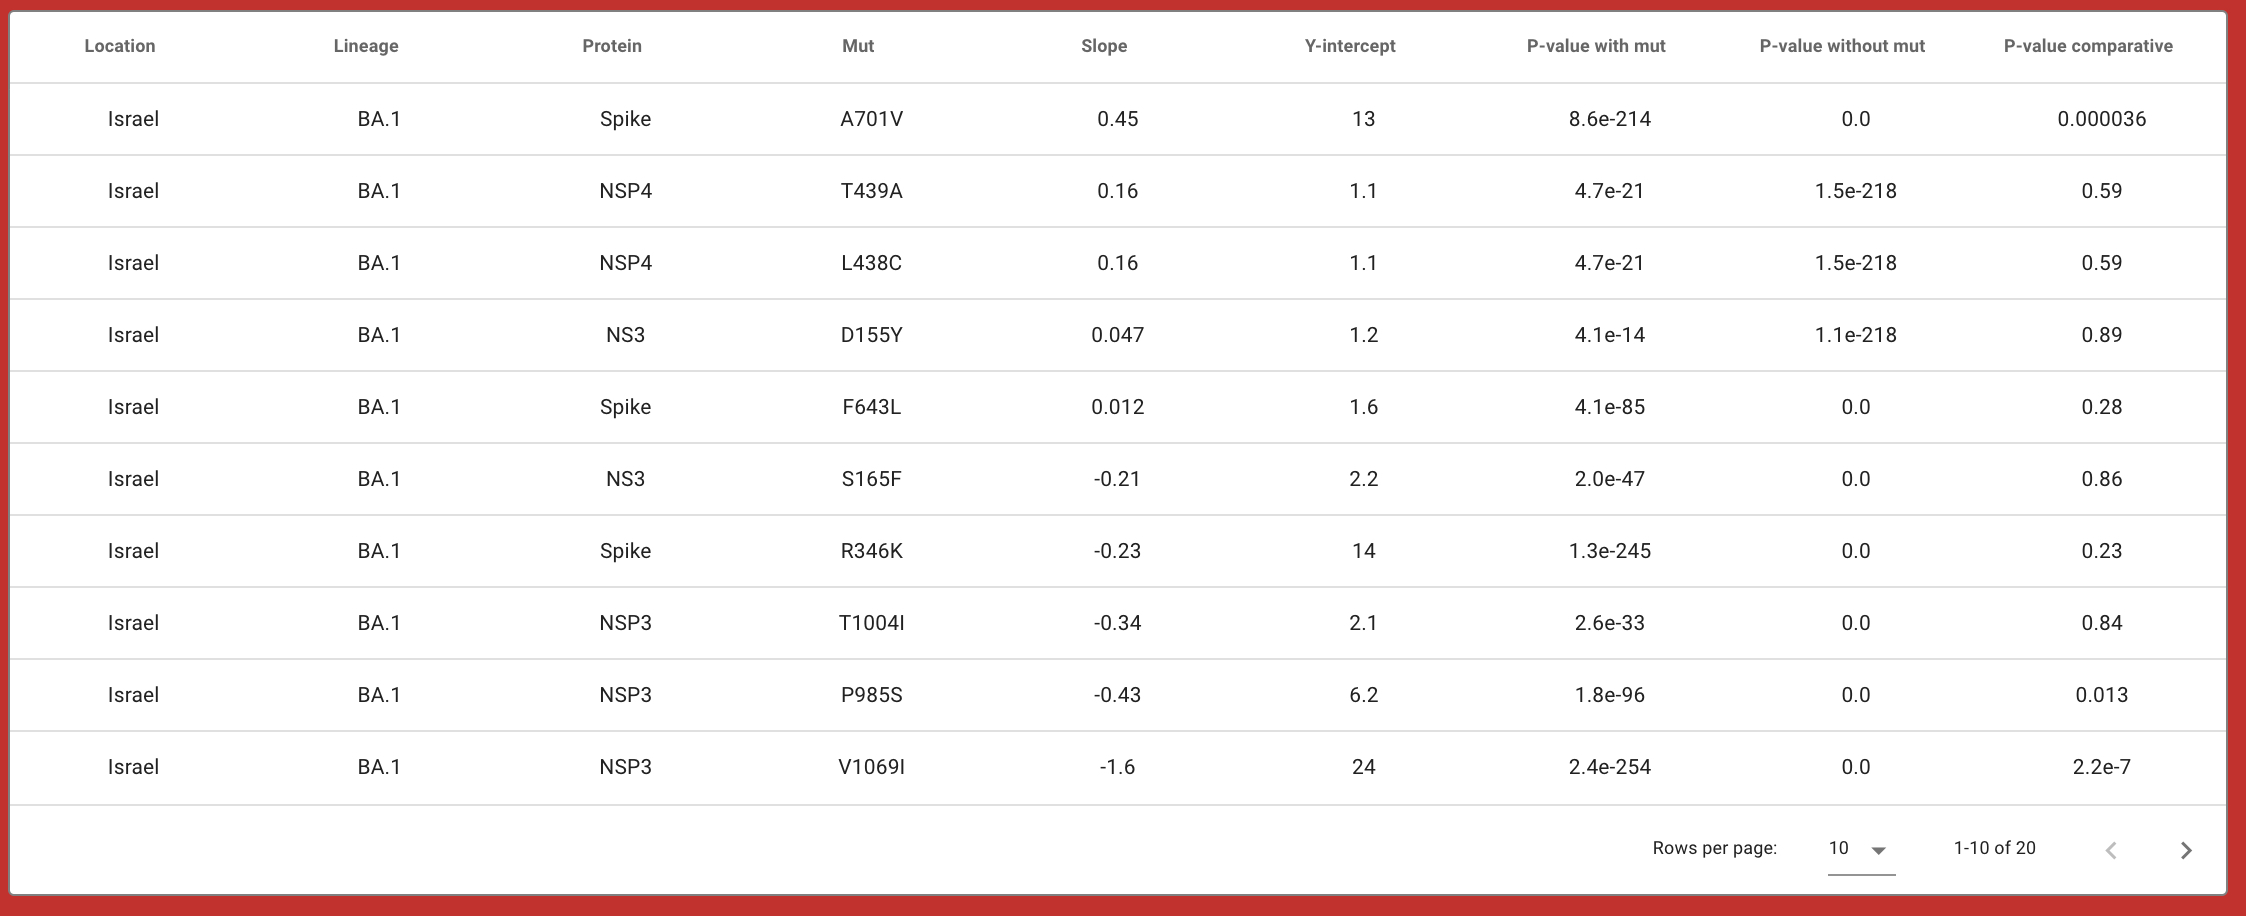 Location Lineage Protein Mut Slope Y-intercept P-value with mut P-value without mut P-value comparative
Israel BA.1 Spike A701V 0.45 13 8.6e-214 0.0 0.000036
Israel BA.1 NSP4 T439A 0.16 1.1 4.7e-21 1.5e-218 0.59
Israel BA.1 NSP4 L438C 0.16 1.1 4.7e-21 1.5e-218 0.59
Israel BA.1 NS3 D155Y 0.047 1.2 4.1e-14 1.1e-218 0.89
Israel BA.1 Spike F643L 0.012 1.6 4.1e-85 0.0 0.28
Israel BA.1 NS3 S165F -0.21 2.2 2.0e-47 0.0 0.86
Israel BA.1 Spike R346K -0.23 14 1.3e-245 0.0 0.23
Israel BA.1 NSP3 T1004I -0.34 2.1 2.6e-33 0.0 0.84
Israel BA.1 NSP3 P985S -0.43 6.2 1.8e-96 0.0 0.013
Israel BA.1 NSP3 V1069I -1.6 24 2.4e-254 0.0 2.2e-7
Rows per page: 10 1-10 of 20